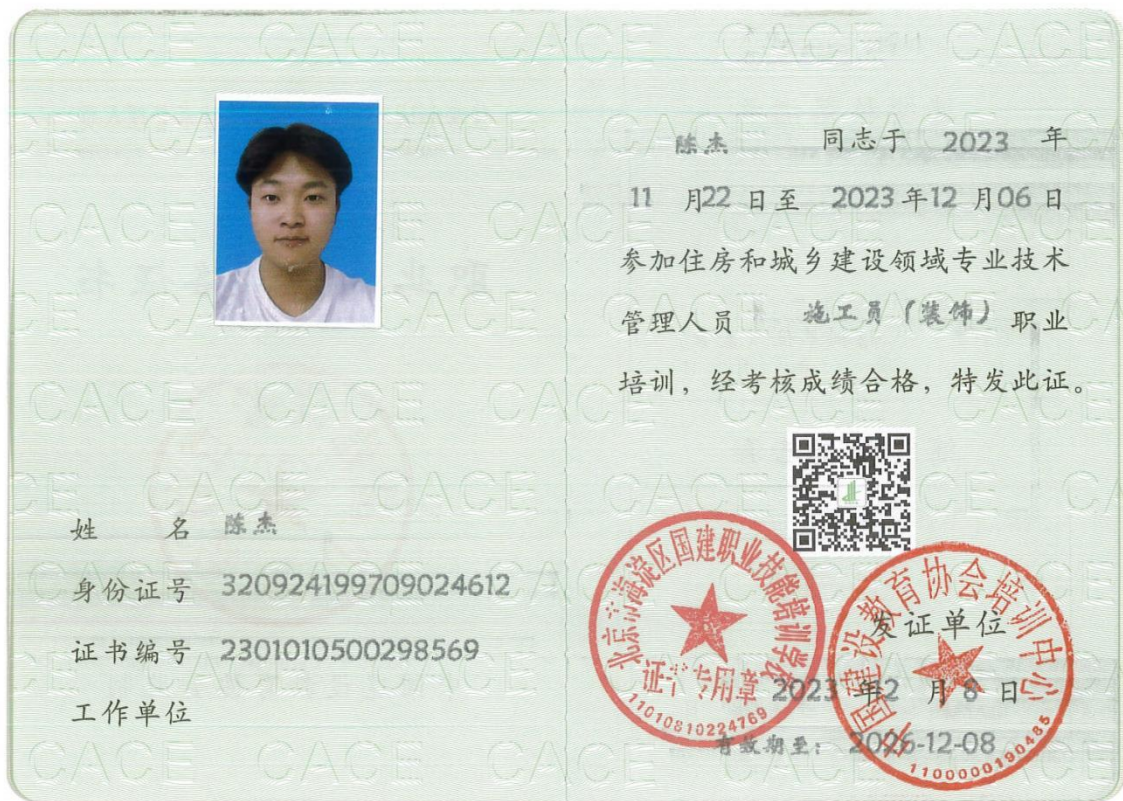 陈杰 同志于 2023 年
11 月22 日至 2023年12 月06 日
参加住房和城乡建设领域专业技术
管理人员 施工员（装饰） 职业
培训，经考核成绩合格，特发此证。
姓 名 陈杰
身份证号 320924199709024612
证书编号 2301010500298569
工作单位
北京市海淀区国建职业技能培训学校
证书专用章
11010810224769
中国建设教育协会培训中心
1100000190485
发证单位
2023 年12 月 8 日
有效期至： 2026-12-08
CACE